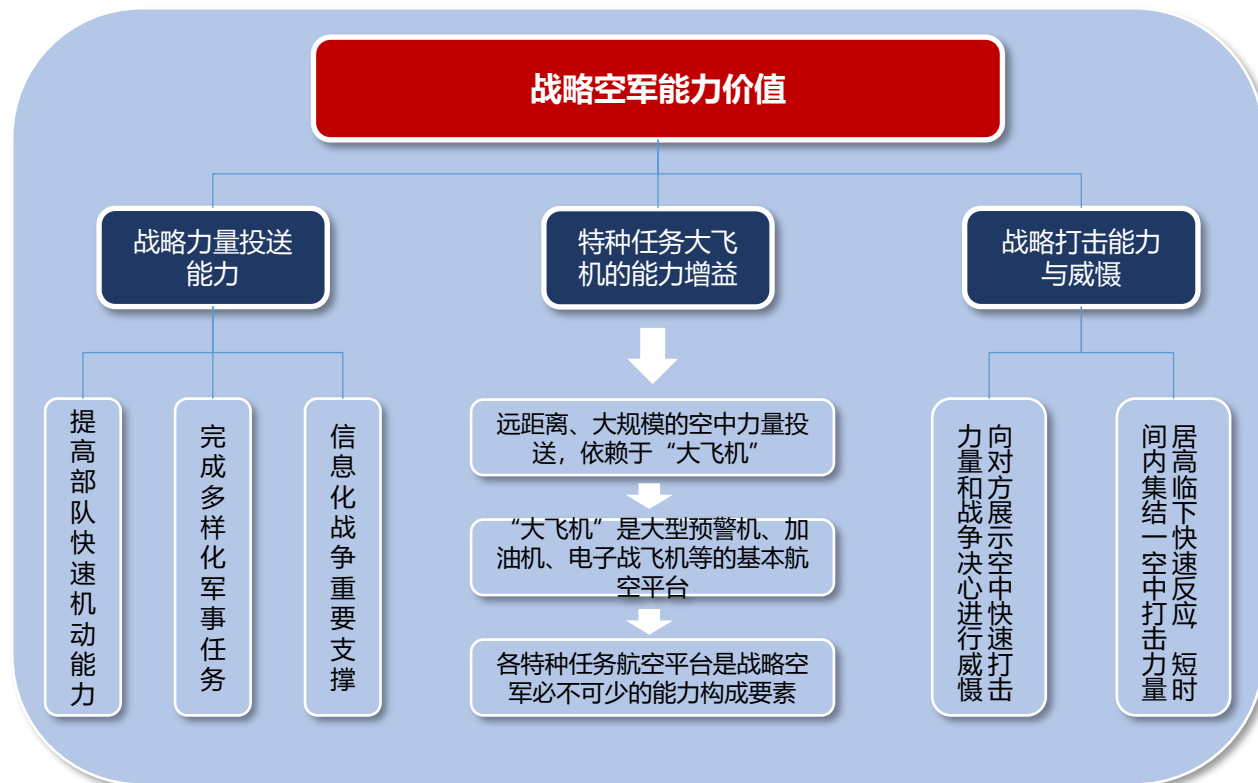 战略空军能力价值
战略力量投送
能力
特种任务大飞
机的能力增益
战略打击能力
与威慑
提高部队快速机动能力
完成多样化军事任务
信息化战争重要支撑
远距离、大规模的空中力量投
送，依赖于“大飞机”
“大飞机”是大型预警机、加
油机、电子战飞机等的基本航
空平台
各特种任务航空平台是战略空
军必不可少的能力构成要素
向对方展示空中快速打击
力量和战争决心进行威慑
居高临下快速反应，短时
间内集结一空中打击力量